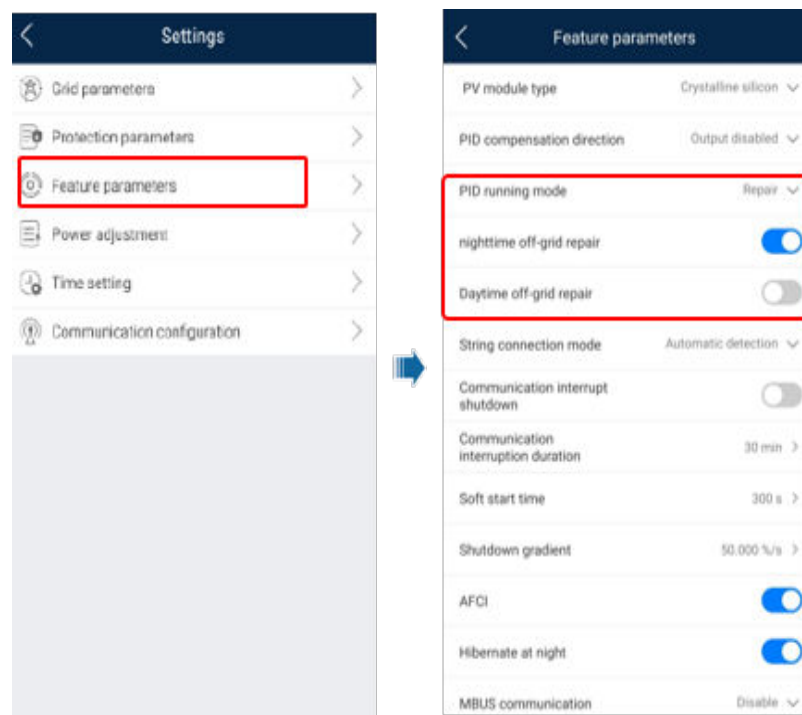 Settings
Grid parameters
Protection parameters
Feature parameters
Power adjustment
Time setting
Communication configuration
Feature parameters
PV module type
Crystalline silicon
PID compensation direction
Output disabled
PID running mode
Repair
nighttime off-grid repair
Daytime off-grid repair
String connection mode
Automatic detection
Communication interrupt
shutdown
Communication
interruption duration
30 min
Soft start time
300 s
Shutdown gradient
50.000 %/s
AFCI
Hibernate at night
MBUS communication
Disable